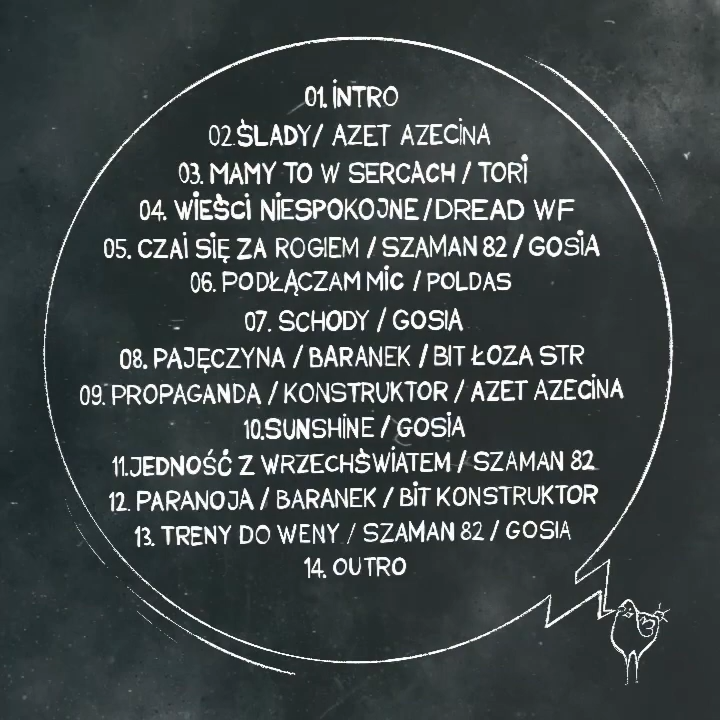 01. INTRO
02. ŚLADY / AZET AZECINA
03. MAMY TO W SERCACH / TORI
04. WIEŚCI NIESPOKOJNE / DREAD WF
05. CZAI SIĘ ZA ROGIEM / SZAMAN 82 / GOSIA
06. PODŁĄCZAM MIC / POLDAS
07. SCHODY / GOSIA
08. PAJĘCZYNA / BARANEK / BIT ŁOZA STR
09. PROPAGANDA / KONSTRUKTOR / AZET AZECINA
10. SUNSHINE / GOSIA
11. JEDNOŚĆ Z WRZECHŚWIATEM / SZAMAN 82
12. PARANOJA / BARANEK / BIT KONSTRUKTOR
13. TRENY DO WENY / SZAMAN 82 / GOSIA
14. OUTRO